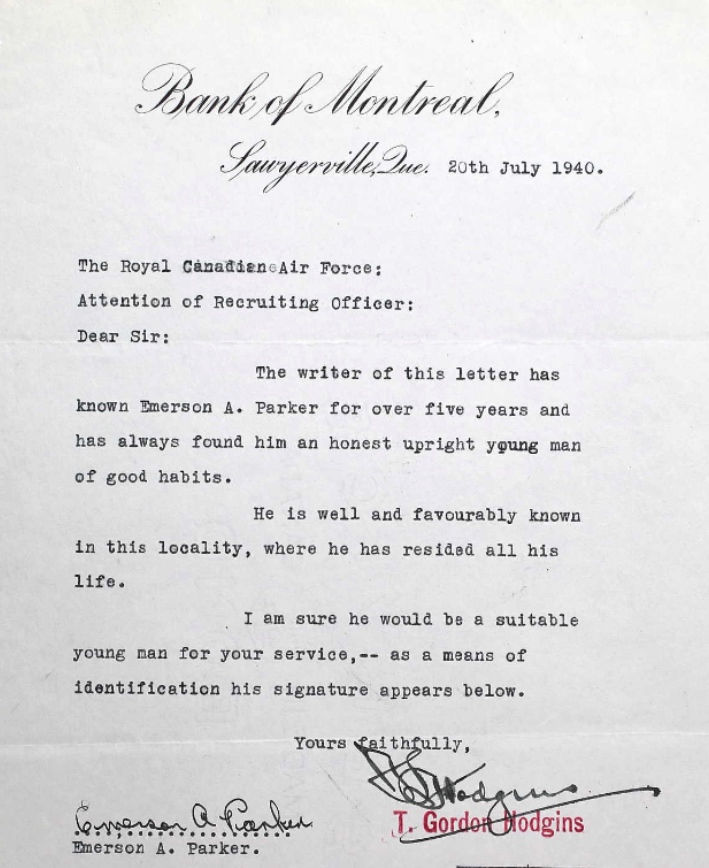 Bank of Montreal,
Sawyerville, Que. 20th July 1940.
The Royal Canadian Air Force:
Attention of Recruiting Officer:
Dear Sir:
The writer of this letter has
known Emerson A. Parker for over five years and
has always found him an honest upright young man
of good habits.
He is well and favourably known
in this locality, where he has resided all his
life.
I am sure he would be a suitable
young man for your service,-- as a means of
identification his signature appears below.
Yours faithfully,
T G Hodgins
T. Gordon Hodgins
Emerson A Parker
Emerson A. Parker.